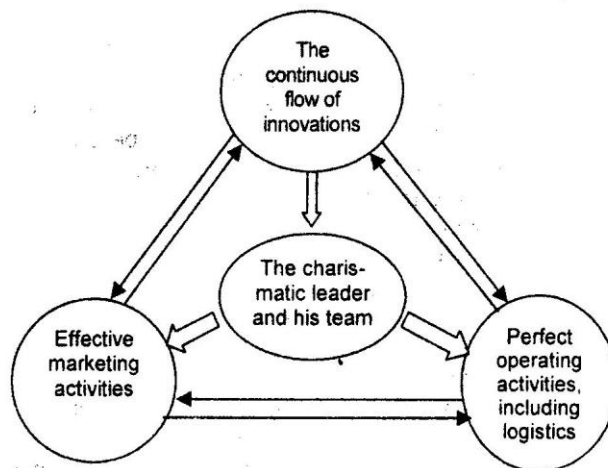 The
continuous
flow of
innovations
The charis-
matic leader
and his team
Effective
marketing
activities
Perfect
operating
activities,
including
logistics